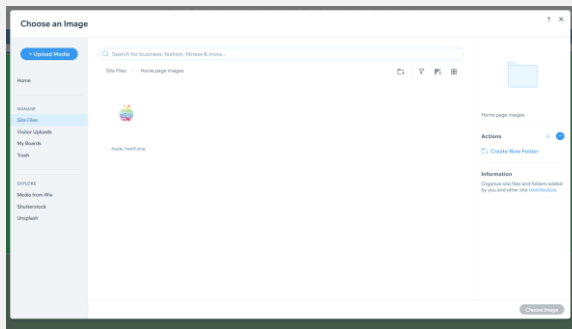 Choose an Image
? ×
+ Upload Media
Search for business, fashion, fitness & more...
Site Files > Home page Images
Home
MANAGE
Site Files
Visitor Uploads
My Boards
Trash
EXPLORE
Media from Wix
Shutterstock
Unsplash
Apple_health.png
Home page Images
Actions
Create New Folder
Information
Organize site files and folders added
by you and other site contributors.
Choose Image